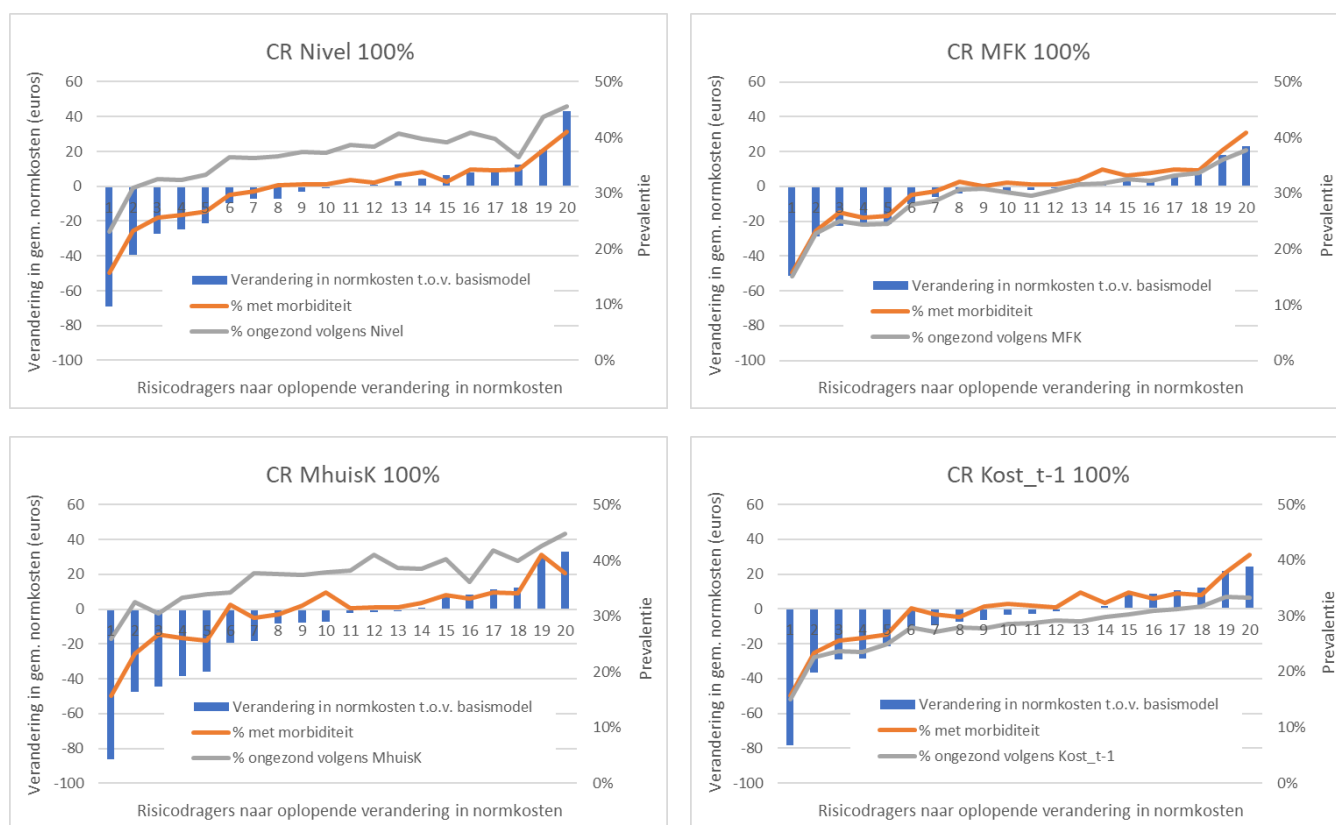 CR Nivel 100%
Verandering in gem. normkosten (euros)
60
40
20
0
-20
-40
-60
-80
-100
50%
40%
30%
20%
10%
0%
Prevalentie
1 2 3 4 5 6 7 8 9 10 11 12 13 14 15 16 17 18 19 20
Verandering in normkosten t.o.v. basismodel
% met morbiditeit
% ongezond volgens Nivel
Risicodragers naar oplopende verandering in normkosten
CR MFK 100%
Verandering in gem. normkosten (euros)
60
40
20
0
-20
-40
-60
-80
-100
50%
40%
30%
20%
10%
0%
Prevalentie
1 2 3 4 5 6 7 8 9 10 11 12 13 14 15 16 17 18 19 20
Verandering in normkosten t.o.v. basismodel
% met morbiditeit
% ongezond volgens MFK
Risicodragers naar oplopende verandering in normkosten
CR MhuisK 100%
Verandering in gem. normkosten (euros)
60
40
20
0
-20
-40
-60
-80
-100
50%
40%
30%
20%
10%
0%
Prevalentie
1 2 3 4 5 6 7 8 9 10 11 12 13 14 15 16 17 18 19 20
Verandering in normkosten t.o.v. basismodel
% met morbiditeit
% ongezond volgens MhuisK
Risicodragers naar oplopende verandering in normkosten
CR Kost_t-1 100%
Verandering in gem. normkosten (euros)
60
40
20
0
-20
-40
-60
-80
-100
50%
40%
30%
20%
10%
0%
Prevalentie
1 2 3 4 5 6 7 8 9 10 11 12 13 14 15 16 17 18 19 20
Verandering in normkosten t.o.v. basismodel
% met morbiditeit
% ongezond volgens Kost_t-1
Risicodragers naar oplopende verandering in normkosten